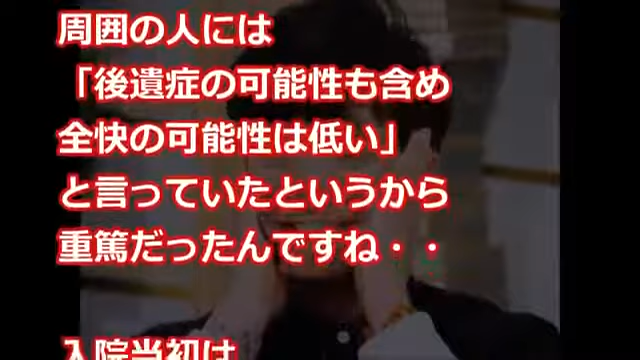 周囲の人には
「後遺症の可能性も含め
全快の可能性は低い」
と言っていたというから
重篤だったんですね・・
入院当初は